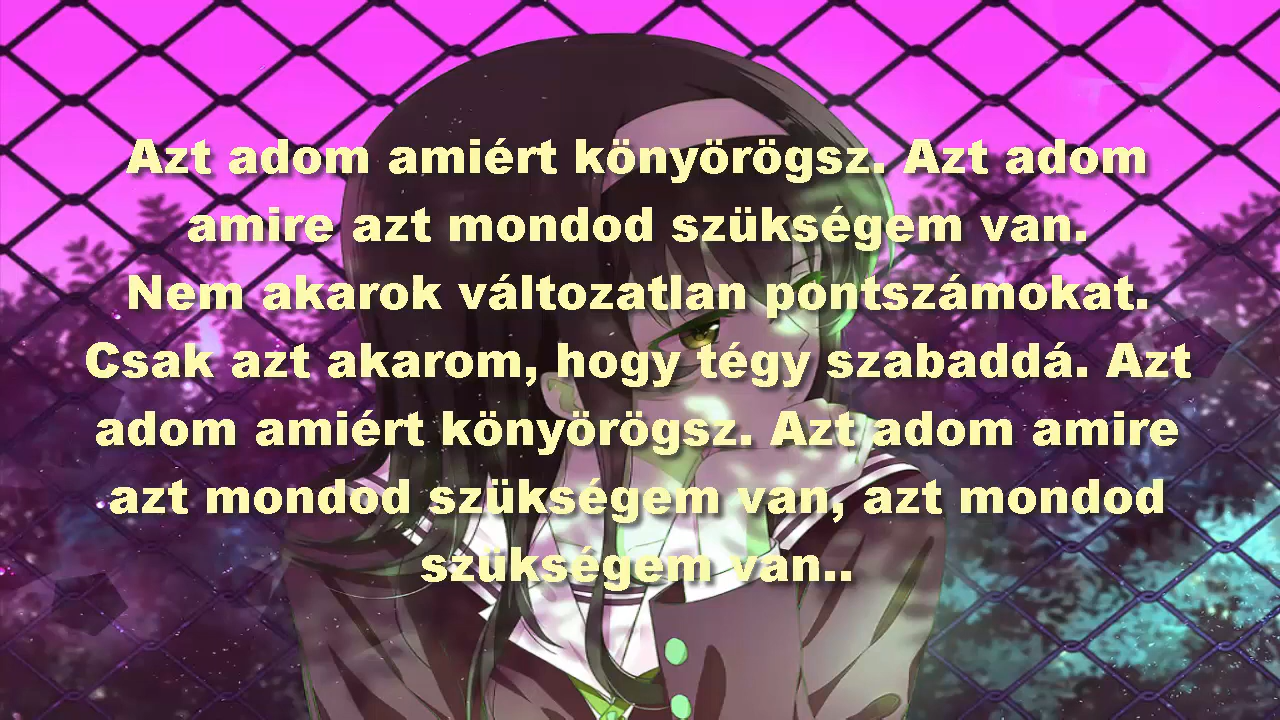 Azt adom amiért könyörögsz. Azt adom
amire azt mondod szükségem van.
Nem akarok változatlan pontszámokat.
Csak azt akarom, hogy tégy szabaddá. Azt
adom amiért könyörögsz. Azt adom amire
azt mondod szükségem van, azt mondod
szükségem van..